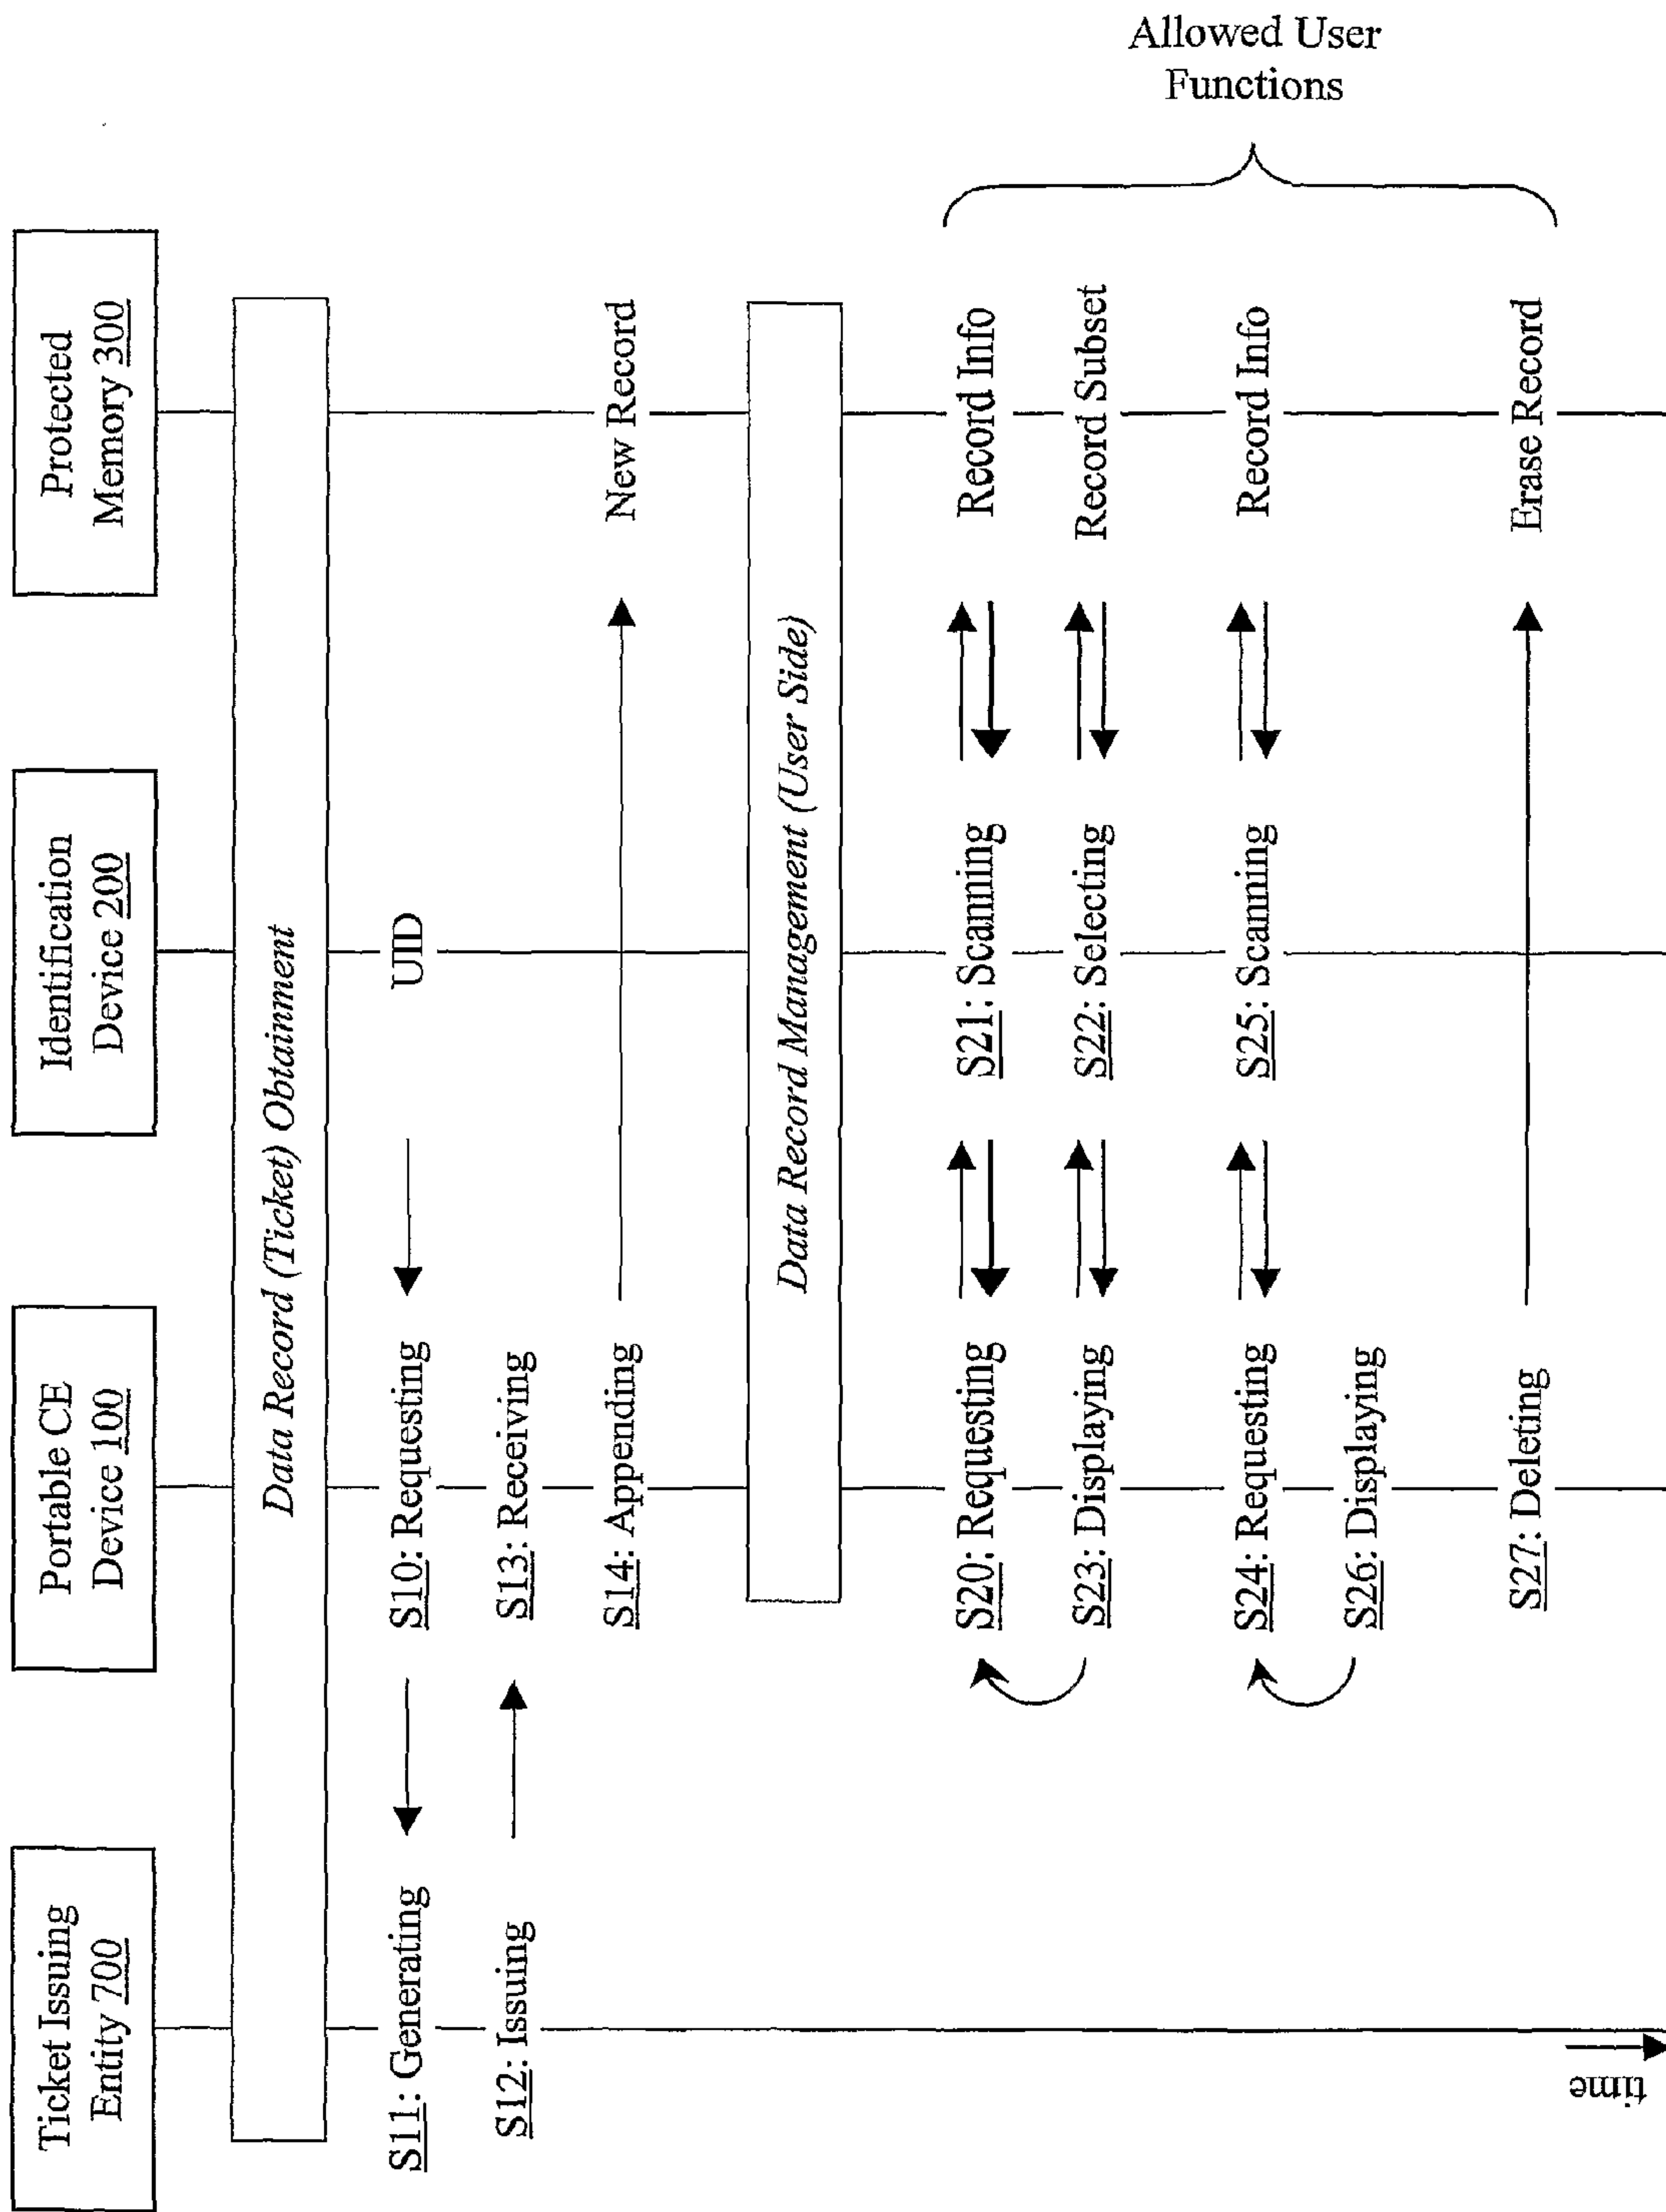 Ticket Issuing
Entity 700
Portable CE
Device 100
Identification
Device 200
Protected
Memory 300
Data Record (Ticket) Obtainment
S11: Generating
S10: Requesting
UID
S12: Issuing
S13: Receiving
S14: Appending
New Record
Data Record Management (User Side)
S20: Requesting
S21: Scanning
Record Info
S23: Displaying
S22: Selecting
Record Subset
S24: Requesting
S25: Scanning
Record Info
S26: Displaying
S27: Deleting
Erase Record
Allowed User
Functions
time